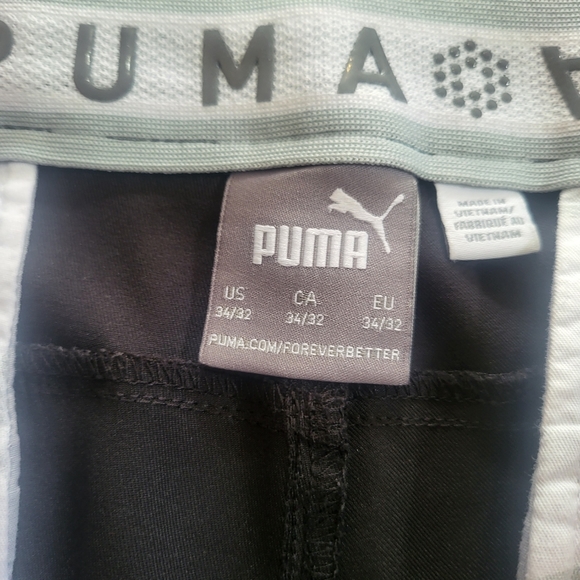 PUMA
PUMA
US CA EU
34/32 34/32 34/32
PUMA.COM/FOREVERBETTER
MADE IN
VIETNAM/
FABRIQUÉ AU
VIETNAM